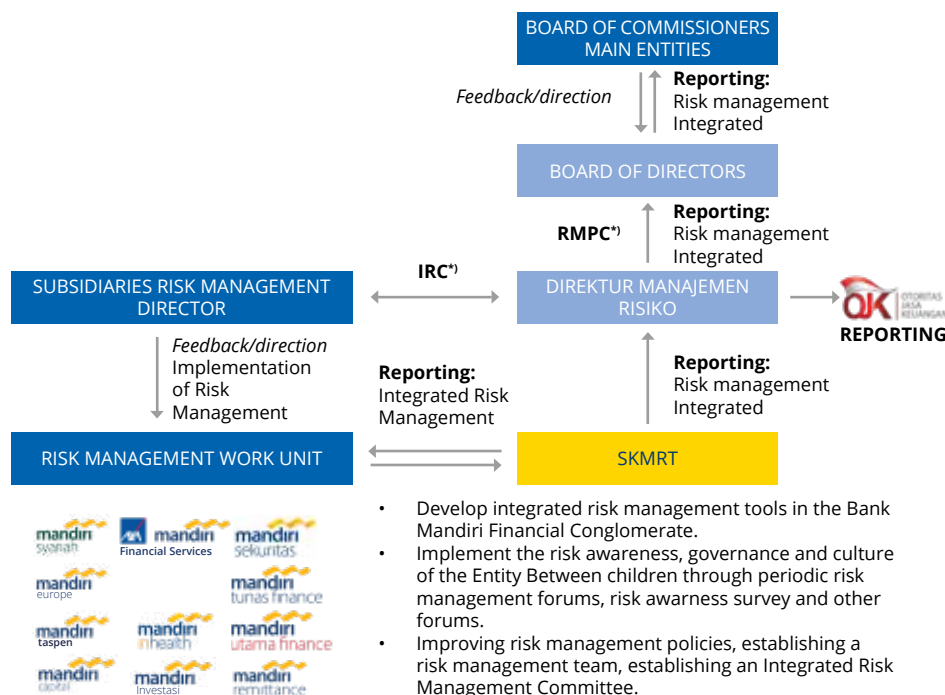 BOARD OF COMMISSIONERS
MAIN ENTITIES
Feedback/direction
Reporting:
Risk management
Integrated
BOARD OF DIRECTORS
RMPC*)
Reporting:
Risk management
Integrated
IRC*)
SUBSIDIARIES RISK MANAGEMENT
DIRECTOR
DIREKTUR MANAJEMEN
RISIKO
OJK OTORITAS
JASA
KEUANGAN
REPORTING
Feedback/direction
Implementation
of Risk
Management
Reporting:
Integrated Risk
Management
Reporting:
Risk management
Integrated
RISK MANAGEMENT WORK UNIT
SKMRT
mandiri
syariah
AXA mandiri
Financial Services
mandiri
sekuritas
mandiri
europe
mandiri
tunas finance
mandiri
taspen
mandiri
inhealth
mandiri
utama finance
mandiri
capital
mandiri
Investasi
mandiri
remittance
• Develop integrated risk management tools in the Bank
Mandiri Financial Conglomerate.
• Implement the risk awareness, governance and culture
of the Entity Between children through periodic risk
management forums, risk awarness survey and other
forums.
• Improving risk management policies, establishing a
risk management team, establishing an Integrated Risk
Management Committee.